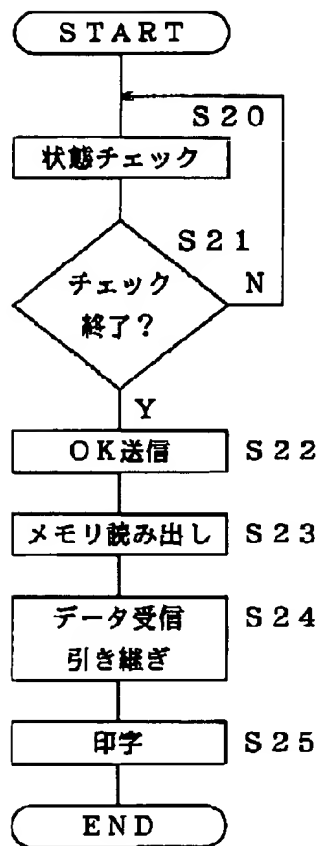 START
S20
状態チェック
S21
チェック
終了?
N
Y
OK送信
S22
メモリ読み出し
S23
データ受信
引き継ぎ
S24
印字
S25
END